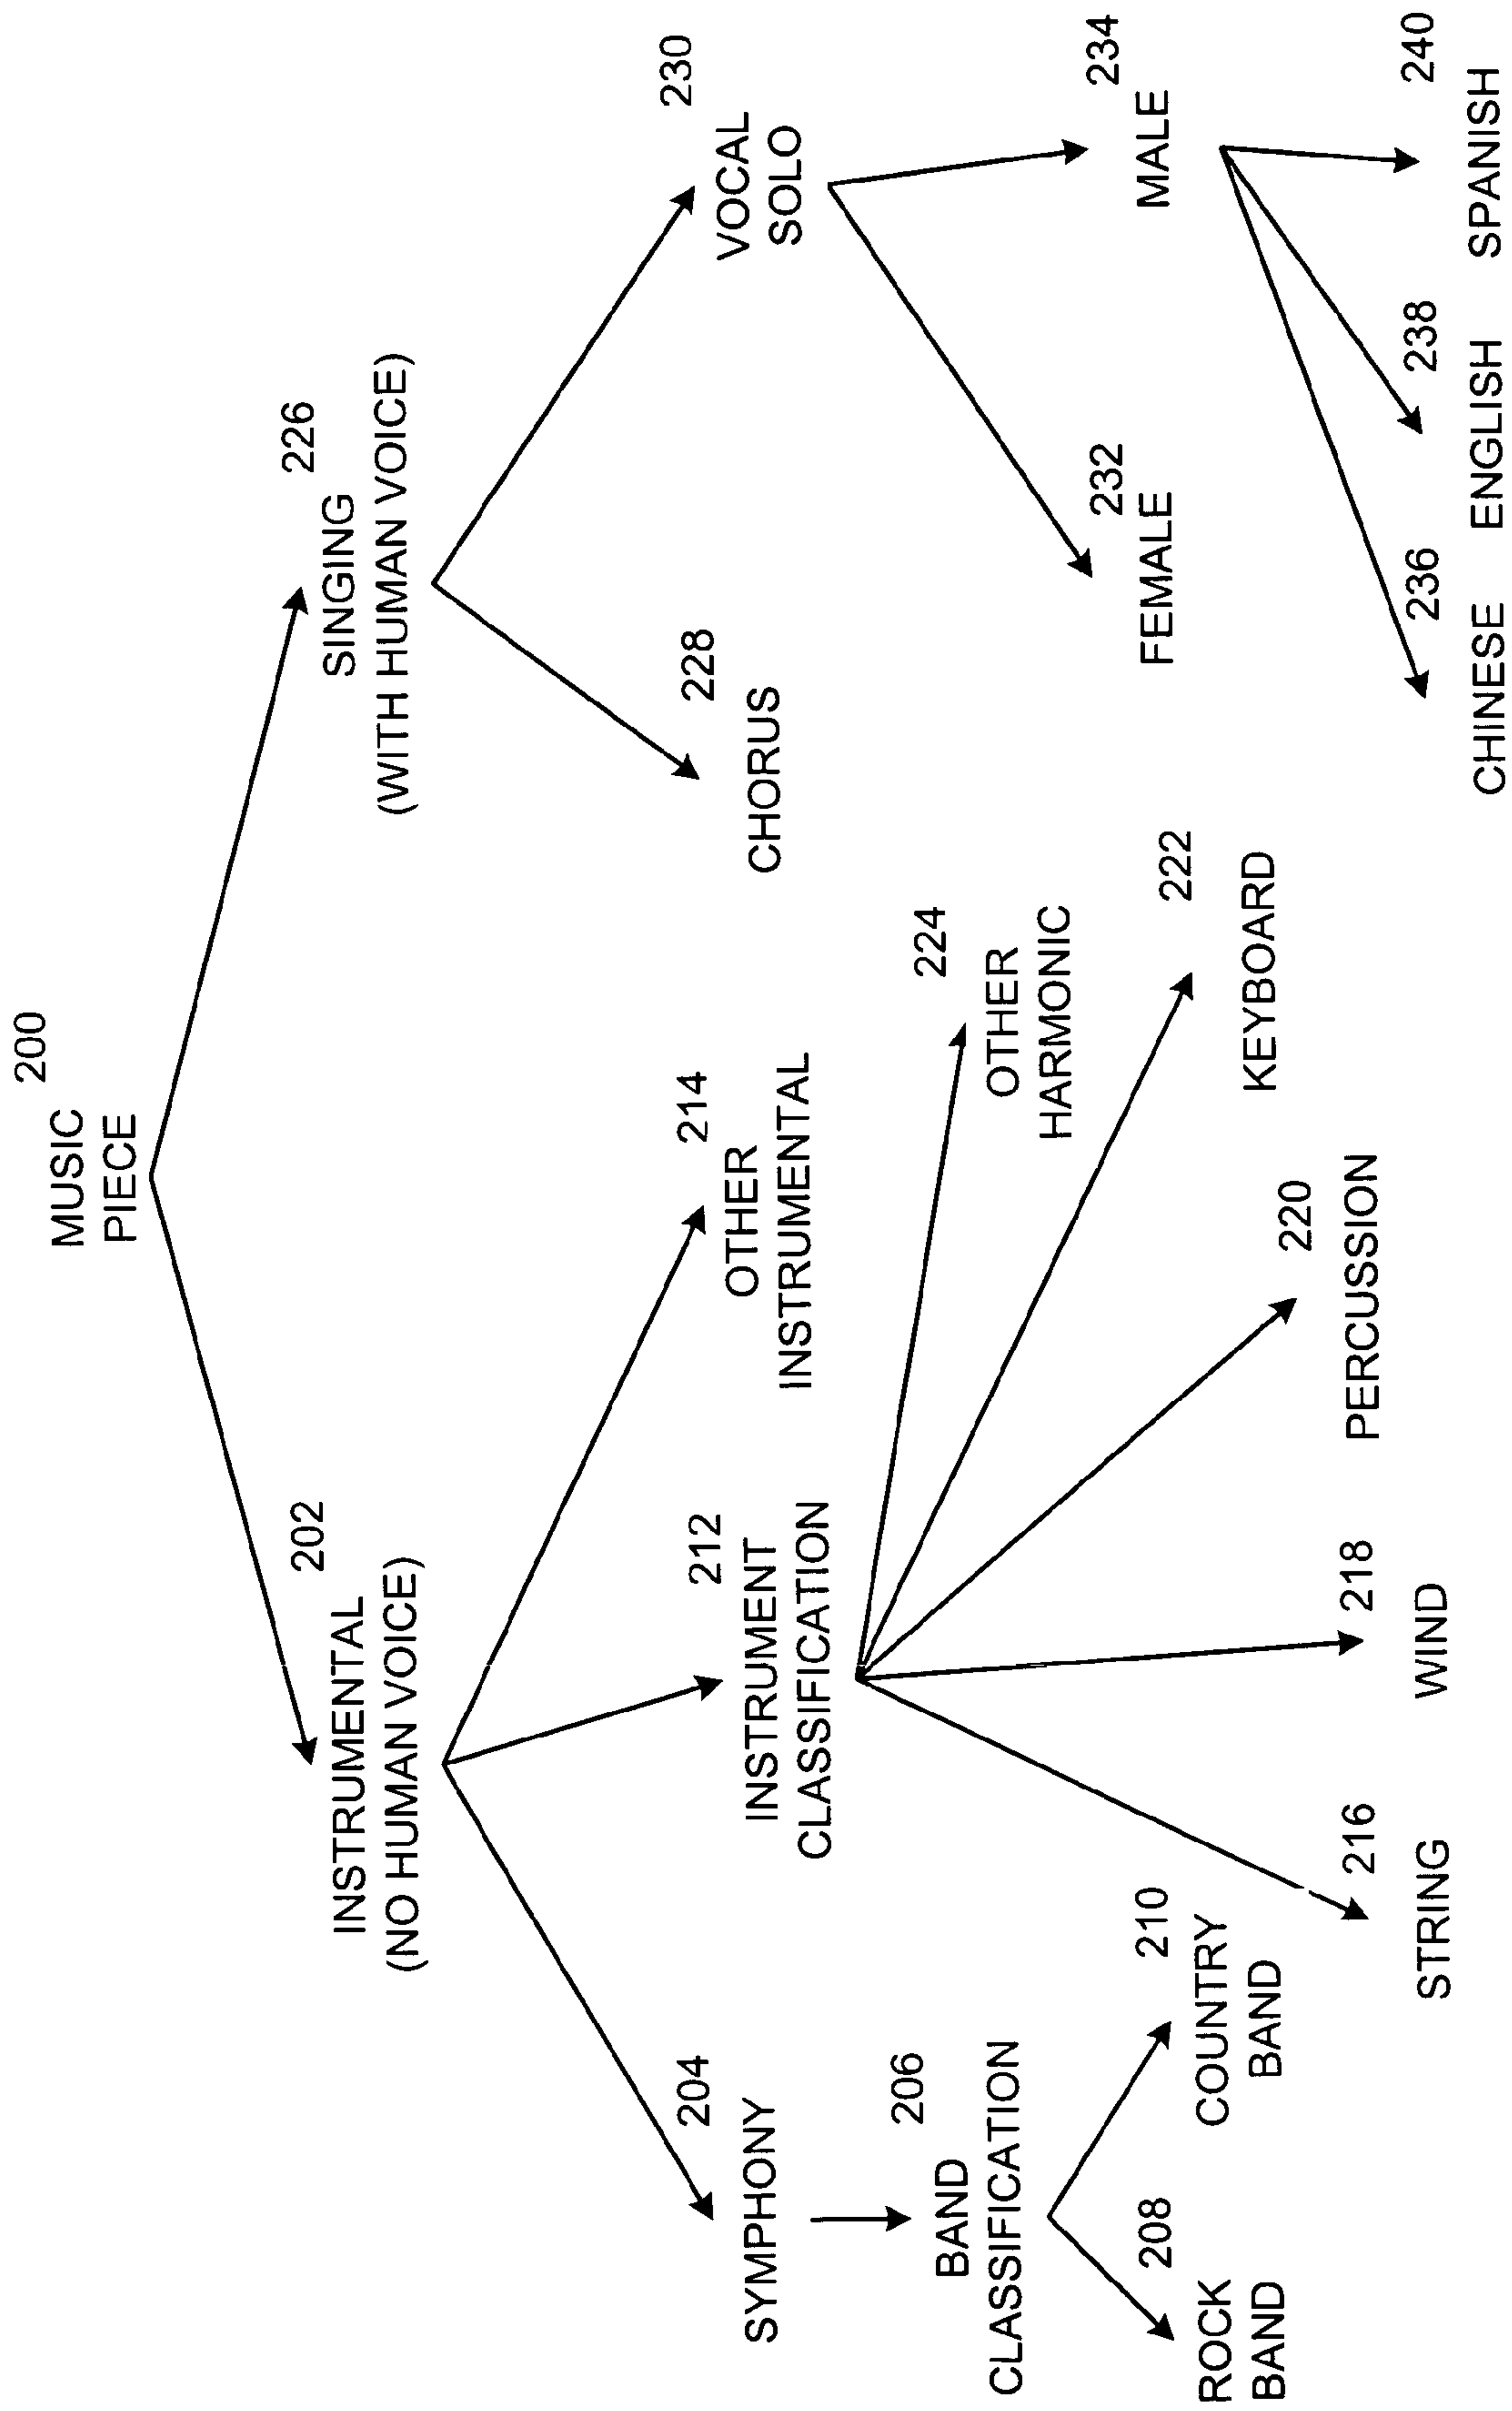 200
MUSIC
PIECE
202
INSTRUMENTAL
(NO HUMAN VOICE)
226
SINGING
(WITH HUMAN VOICE)
204
SYMPHONY
212
INSTRUMENT
CLASSIFICATION
214
OTHER
INSTRUMENTAL
228
CHORUS
230
VOCAL
SOLO
206
BAND
CLASSIFICATION
224
OTHER
HARMONIC
208
ROCK
BAND
210
COUNTRY
BAND
216
STRING
218
WIND
220
PERCUSSION
222
KEYBOARD
232
FEMALE
234
MALE
236
CHINESE
238
ENGLISH
240
SPANISH